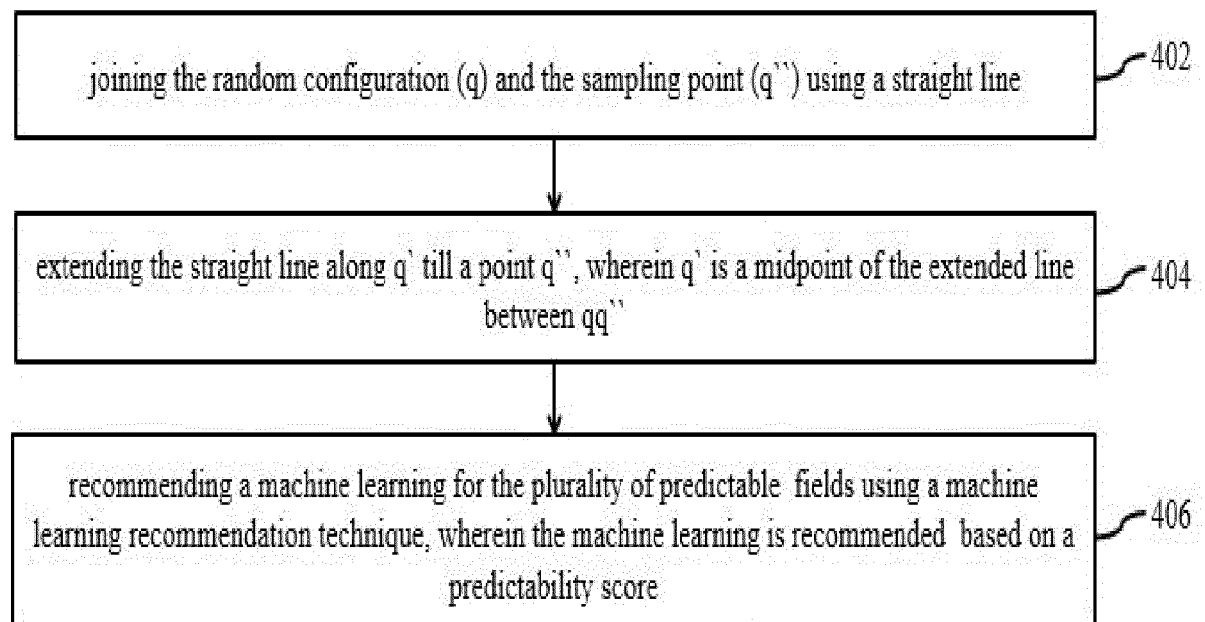 joining the random configuration (q) and the sampling point (q``) using a straight line
402
extending the straight line along q` till a point q``, wherein q` is a midpoint of the extended line
between qq``
404
recommending a machine learning for the plurality of predictable fields using a machine
learning recommendation technique, wherein the machine learning is recommended based on a
predictability score
406